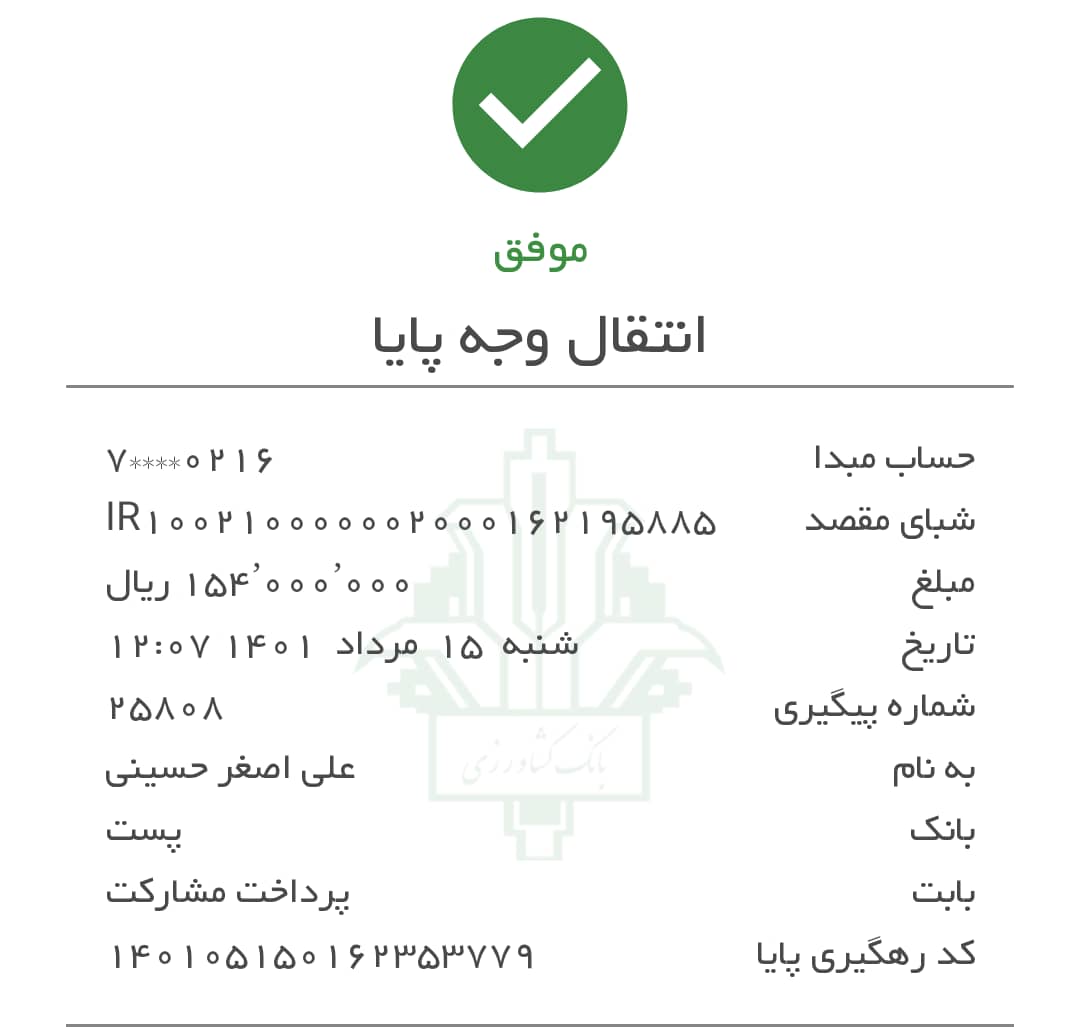 موفق
انتقال وجه پایا
حساب مبدا ۷****۰۲۱۶
شبای مقصد IR۱۰۰۲۱۰۰۰۰۰۰۲۰۰۰۱۶۲۱۹۵۸۸۵
مبلغ ۱۵۴٬۰۰۰٬۰۰۰ ریال
تاریخ شنبه ۱۵ مرداد ۱۴۰۱ ۱۲:۰۷
شماره پیگیری ۲۵۸۰۸
به نام علی اصغر حسینی
بانک کشاورزی
بانک پست
بابت پرداخت مشارکت
کد رهگیری پایا ۱۴۰۱۰۵۱۵۰۱۶۲۳۵۳۷۷۹